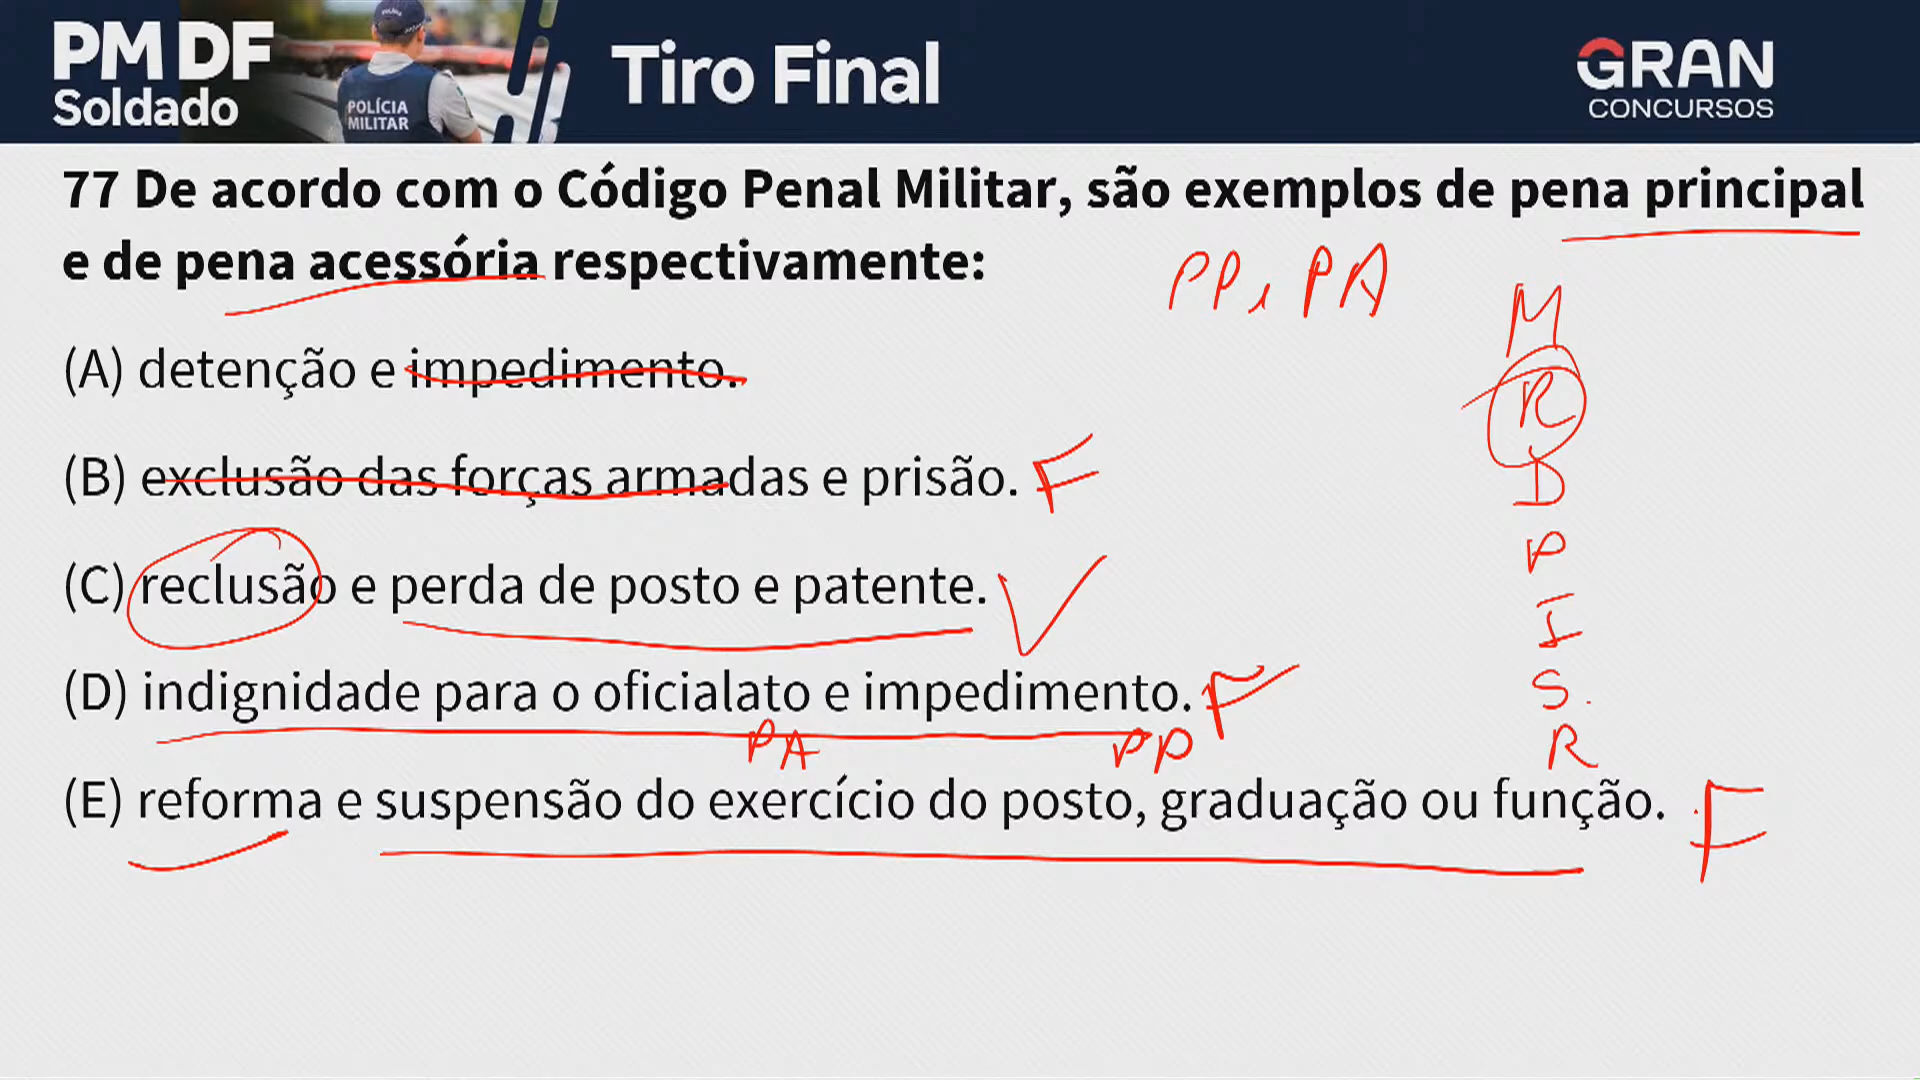 PM DF
Soldado
POLÍCIA
MILITAR
Tiro Final
GRAN
CONCURSOS
77 De acordo com o Código Penal Militar, são exemplos de pena principal
e de pena acessória respectivamente:
PP, PA
(A) detenção e impedimento.
(B) exclusão das forças armadas e prisão. F
(C) reclusão e perda de posto e patente.
(D) indignidade para o oficialato e impedimento. F
PA PP
(E) reforma e suspensão do exercício do posto, graduação ou função. F
M
R
D
P
I
S.
R